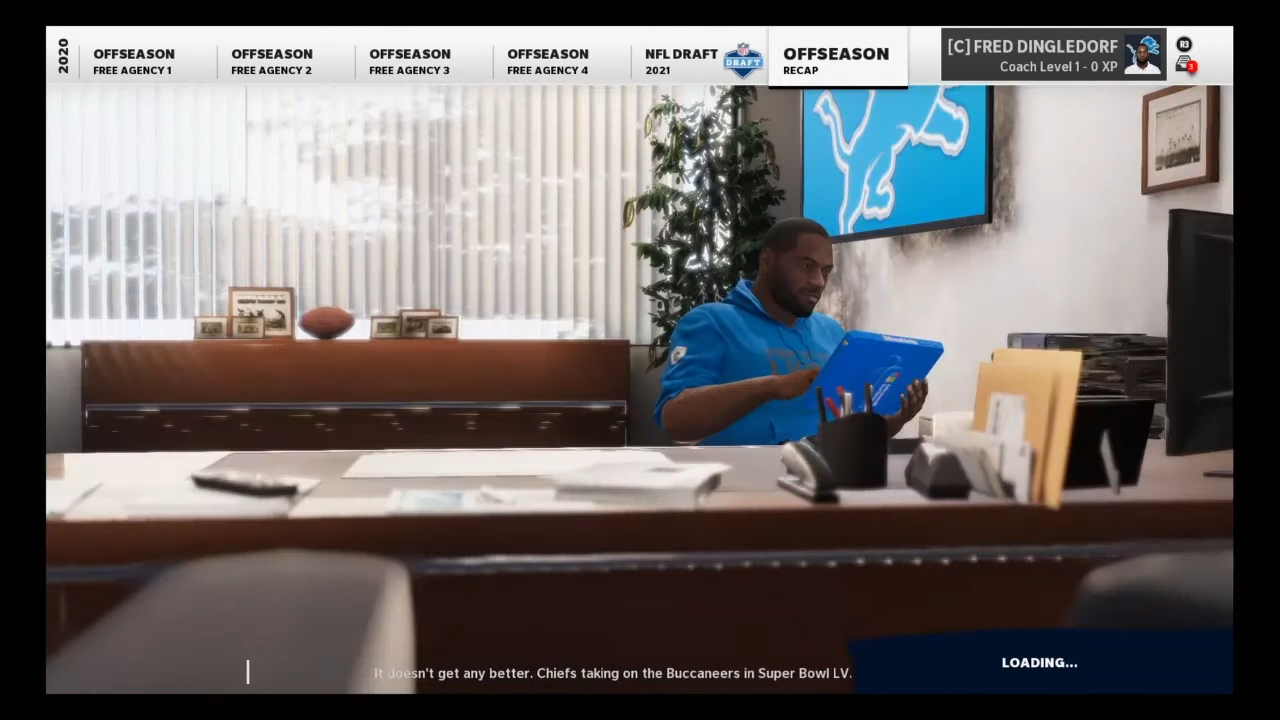 2020
OFFSEASON
FREE AGENCY 1
OFFSEASON
FREE AGENCY 2
OFFSEASON
FREE AGENCY 3
OFFSEASON
FREE AGENCY 4
NFL DRAFT
2021
DRAFT
OFFSEASON
RECAP
[C] FRED DINGLEDORF
Coach Level 1 - 0 XP
R3
3
It doesn't get any better. Chiefs taking on the Buccaneers in Super Bowl LV.
LOADING...